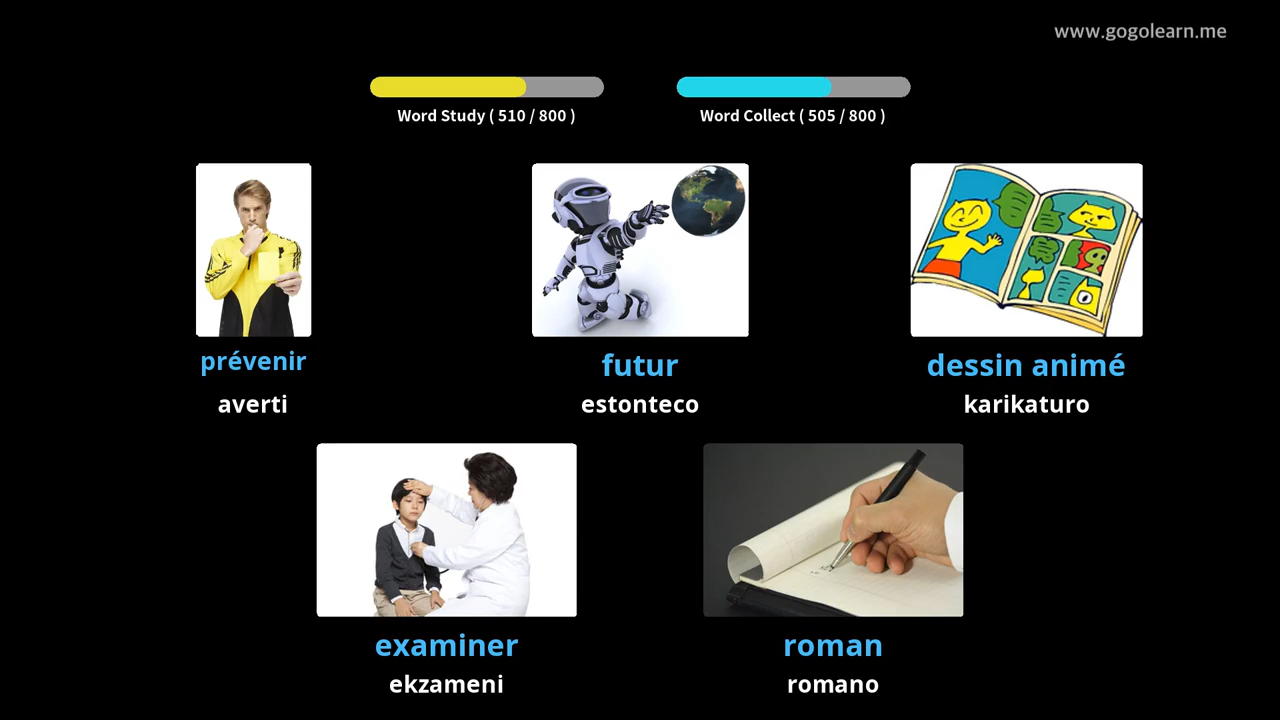 www.gogolearn.me
Word Study ( 510 / 800 )
Word Collect ( 505 / 800 )
prévenir
averti
futur
estonteco
dessin animé
karikaturo
examiner
ekzameni
roman
romano